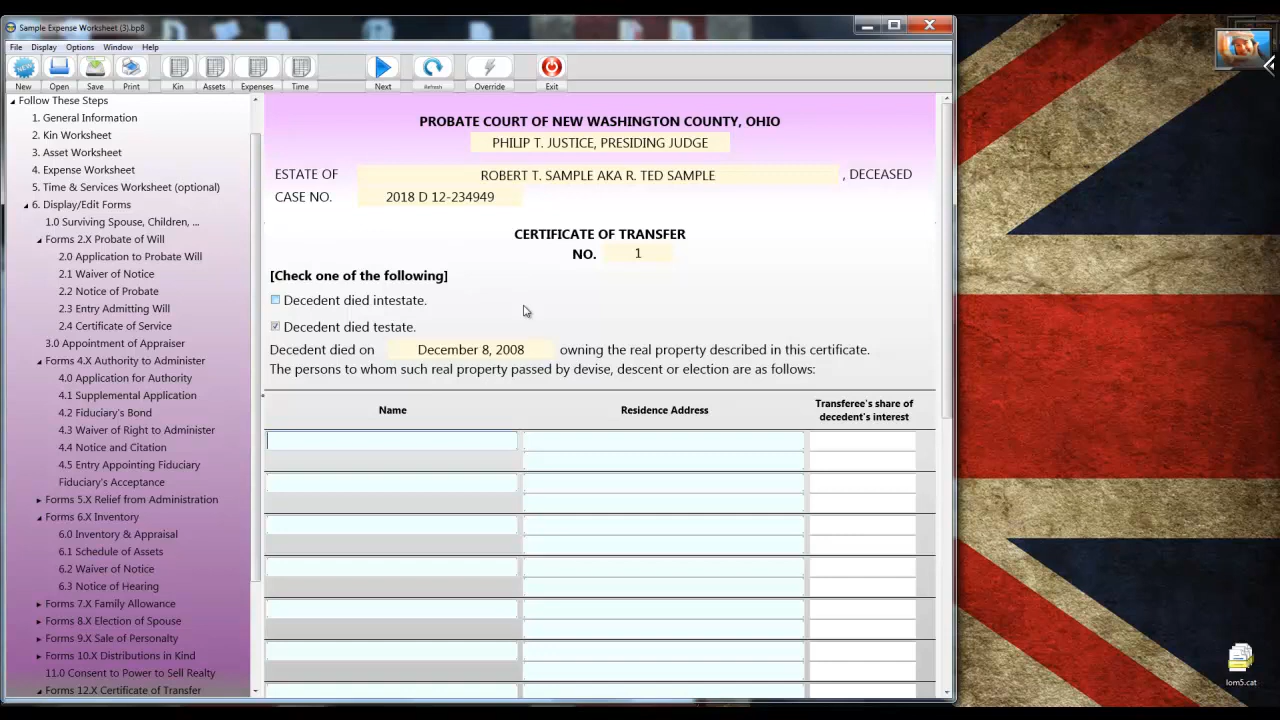 Sample Expense Worksheet (3).bp8
File Display Options Window Help
NEW
New Open Save Print Kin Assets Expenses Time Next Refresh Override Exit
Follow These Steps
1. General Information
2. Kin Worksheet
3. Asset Worksheet
4. Expense Worksheet
5. Time & Services Worksheet (optional)
6. Display/Edit Forms
1.0 Surviving Spouse, Children, ...
Forms 2.X Probate of Will
2.0 Application to Probate Will
2.1 Waiver of Notice
2.2 Notice of Probate
2.3 Entry Admitting Will
2.4 Certificate of Service
3.0 Appointment of Appraiser
Forms 4.X Authority to Administer
4.0 Application for Authority
4.1 Supplemental Application
4.2 Fiduciary's Bond
4.3 Waiver of Right to Administer
4.4 Notice and Citation
4.5 Entry Appointing Fiduciary
Fiduciary's Acceptance
Forms 5.X Relief from Administration
Forms 6.X Inventory
6.0 Inventory & Appraisal
6.1 Schedule of Assets
6.2 Waiver of Notice
6.3 Notice of Hearing
Forms 7.X Family Allowance
Forms 8.X Election of Spouse
Forms 9.X Sale of Personalty
Forms 10.X Distributions in Kind
11.0 Consent to Power to Sell Realty
Forms 12.X Certificate of Transfer
PROBATE COURT OF NEW WASHINGTON COUNTY, OHIO
PHILIP T. JUSTICE, PRESIDING JUDGE
ESTATE OF ROBERT T. SAMPLE AKA R. TED SAMPLE , DECEASED
CASE NO. 2018 D 12-234949
CERTIFICATE OF TRANSFER
NO. 1
[Check one of the following]
Decedent died intestate.
Decedent died testate.
Decedent died on December 8, 2008 owning the real property described in this certificate.
The persons to whom such real property passed by devise, descent or election are as follows:
Name Residence Address Transferee's share of
decedent's interest
lom5.cat